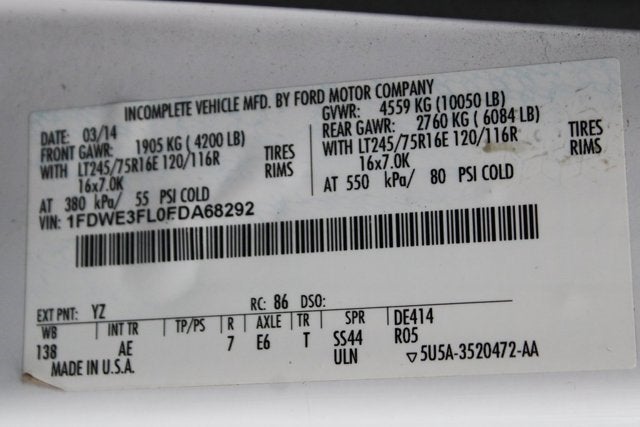 INCOMPLETE VEHICLE MFD. BY FORD MOTOR COMPANY
DATE: 03/14 GVWR: 4559 KG (10050 LB)
FRONT GAWR: 1905 KG (4200 LB) REAR GAWR: 2760 KG (6084 LB)
WITH LT245/75R16E 120/116R TIRES WITH LT245/75R16E 120/116R TIRES
16x7.0K RIMS 16x7.0K RIMS
AT 380 kPa/ 55 PSI COLD AT 550 kPa/ 80 PSI COLD
VIN: 1FDWE3FL0FDA68292
EXT PNT: YZ RC: 86 DSO:
WB INT TR TP/PS R AXLE TR SPR DE414
138 AE 7 E6 T SS44 R05
ULN ▽5U5A-3520472-AA
MADE IN U.S.A.